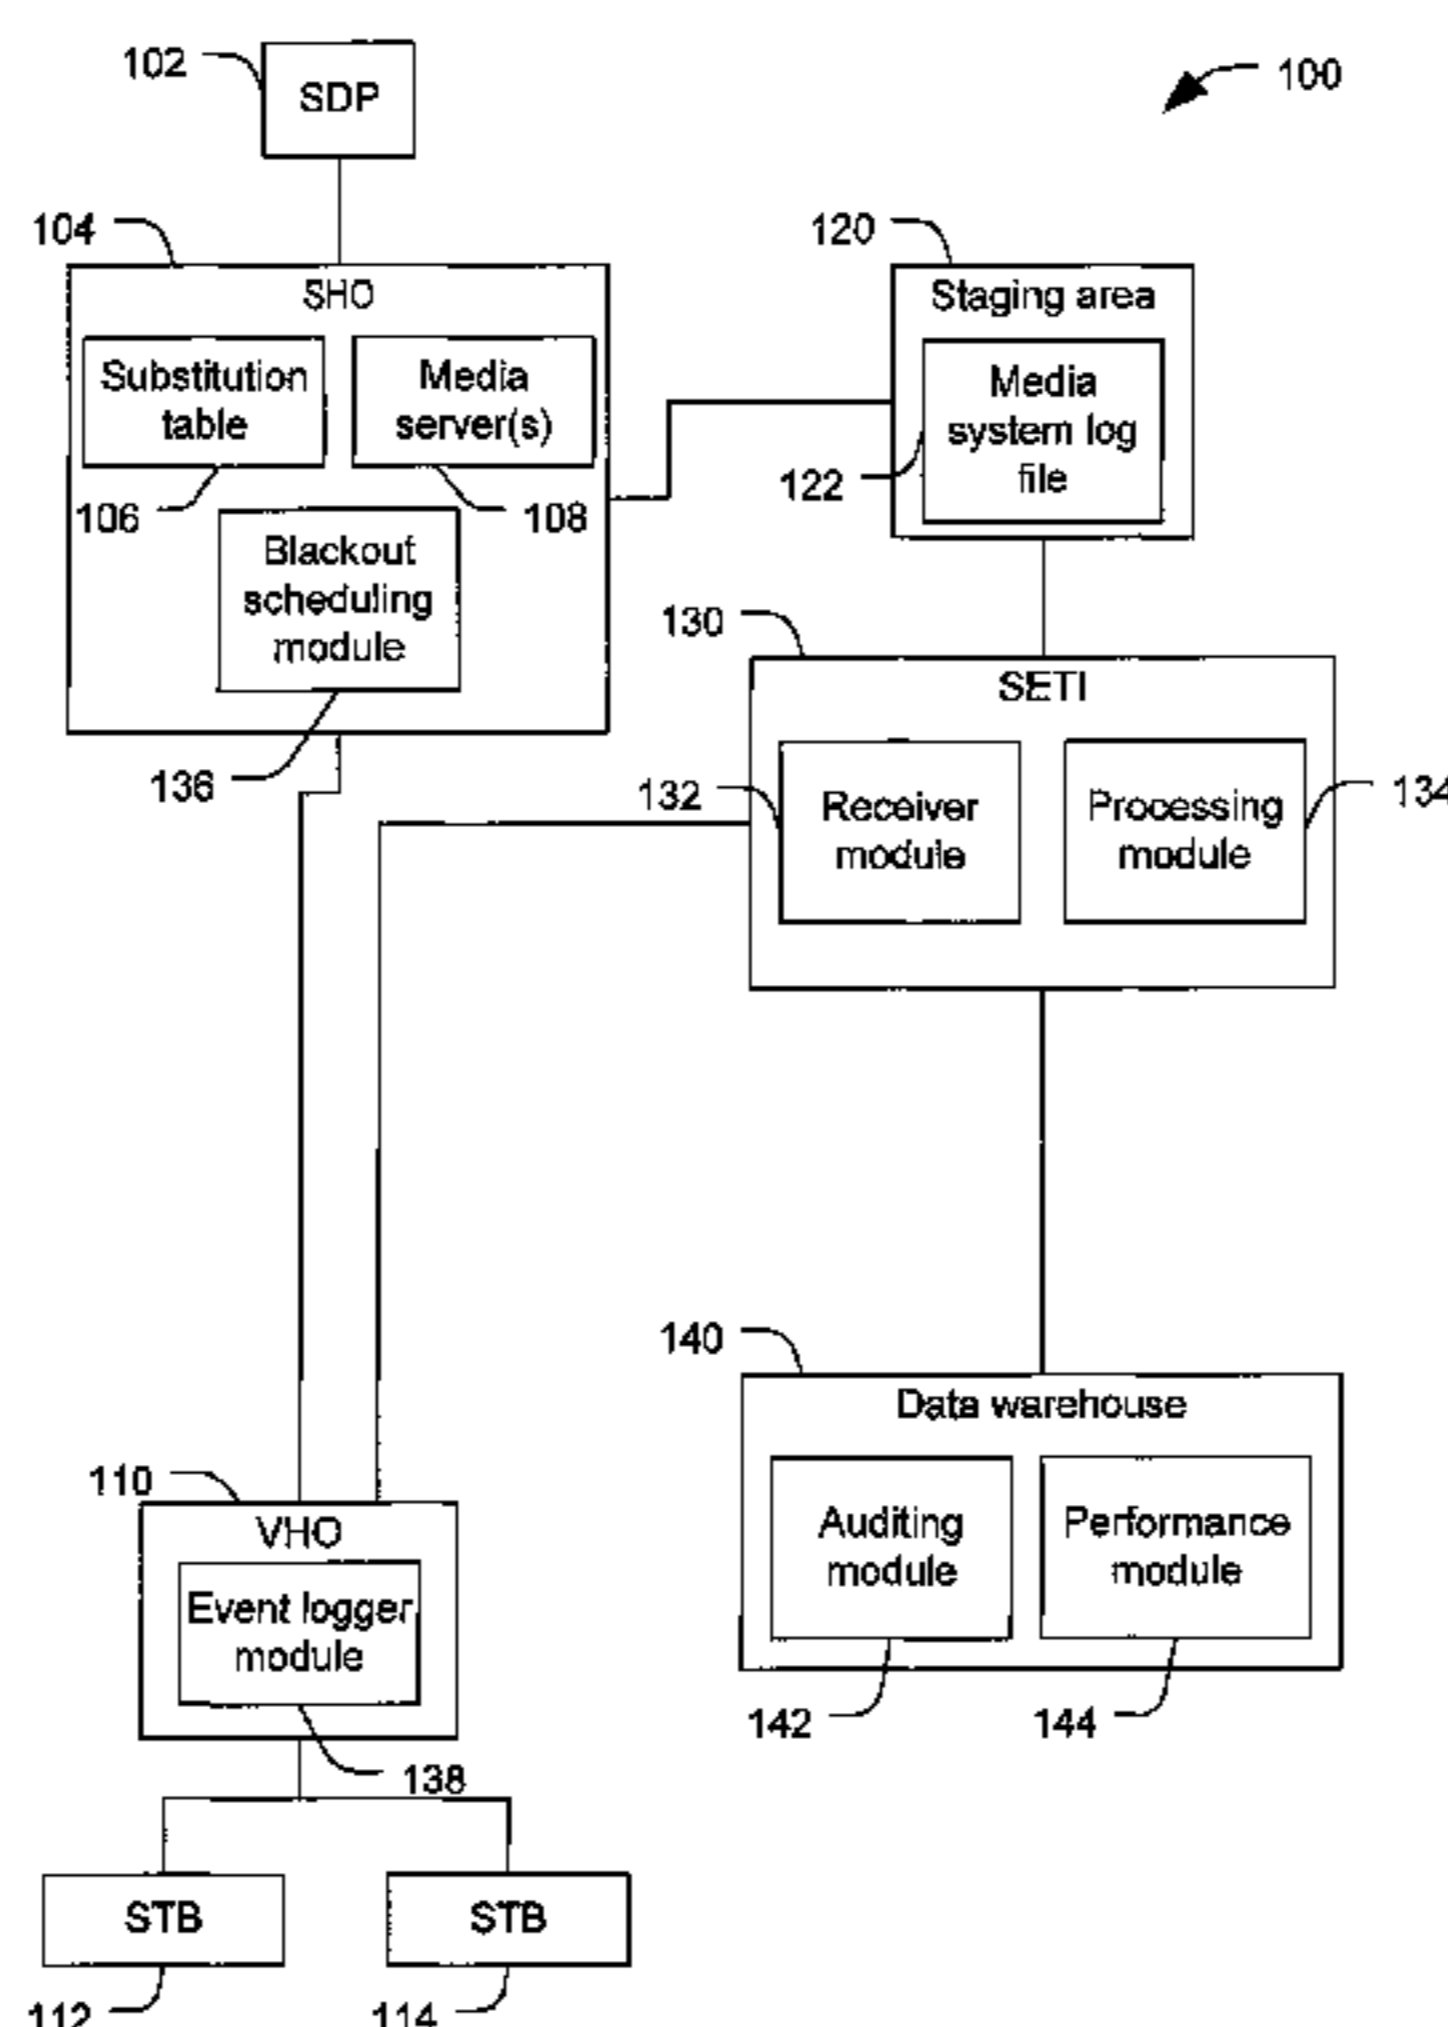 102
SDP
100
104
SHO
120
Staging area
Substitution
table
Media
server(s)
Media
system log
file
122
106
108
Blackout
scheduling
module
130
SETI
136
132
Receiver
module
Processing
module
134
140
Data warehouse
Auditing
module
Performance
module
110
VHO
Event logger
module
142
144
138
STB
STB
112
114